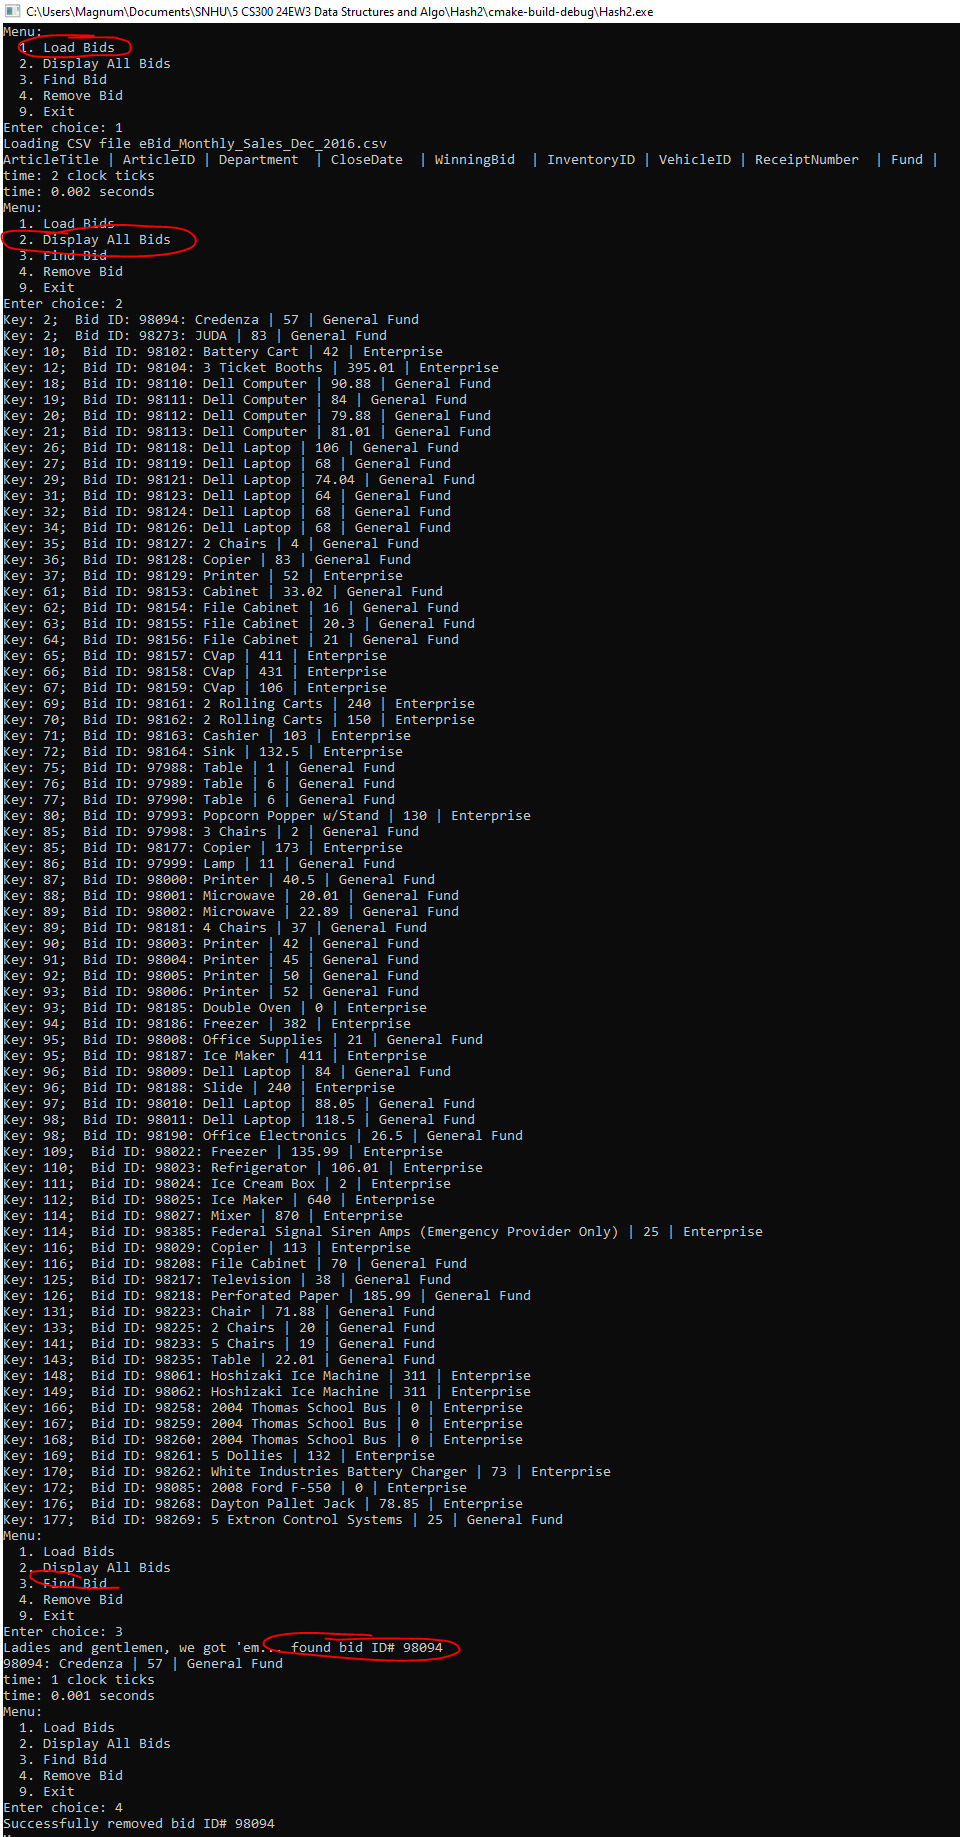 C:\Users\Magnum\Documents\SNHU\5 CS300 24EW3 Data Structures and Algo\Hash2\cmake-build-debug\Hash2.exe
Menu:
  1. Load Bids
  2. Display All Bids
  3. Find Bid
  4. Remove Bid
  9. Exit
Enter choice: 1
Loading CSV file eBid_Monthly_Sales_Dec_2016.csv
ArticleTitle | ArticleID | Department  | CloseDate  | WinningBid  | InventoryID | VehicleID | ReceiptNumber  | Fund |
time: 2 clock ticks
time: 0.002 seconds
Menu:
  1. Load Bids
  2. Display All Bids
  3. Find Bid
  4. Remove Bid
  9. Exit
Enter choice: 2
Key: 2;  Bid ID: 98094: Credenza | 57 | General Fund
Key: 2;  Bid ID: 98273: JUDA | 83 | General Fund
Key: 10;  Bid ID: 98102: Battery Cart | 42 | Enterprise
Key: 12;  Bid ID: 98104: 3 Ticket Booths | 395.01 | Enterprise
Key: 18;  Bid ID: 98110: Dell Computer | 90.88 | General Fund
Key: 19;  Bid ID: 98111: Dell Computer | 84 | General Fund
Key: 20;  Bid ID: 98112: Dell Computer | 79.88 | General Fund
Key: 21;  Bid ID: 98113: Dell Computer | 81.01 | General Fund
Key: 26;  Bid ID: 98118: Dell Laptop | 106 | General Fund
Key: 27;  Bid ID: 98119: Dell Laptop | 68 | General Fund
Key: 29;  Bid ID: 98121: Dell Laptop | 74.04 | General Fund
Key: 31;  Bid ID: 98123: Dell Laptop | 64 | General Fund
Key: 32;  Bid ID: 98124: Dell Laptop | 68 | General Fund
Key: 34;  Bid ID: 98126: Dell Laptop | 68 | General Fund
Key: 35;  Bid ID: 98127: 2 Chairs | 4 | General Fund
Key: 36;  Bid ID: 98128: Copier | 83 | General Fund
Key: 37;  Bid ID: 98129: Printer | 52 | Enterprise
Key: 61;  Bid ID: 98153: Cabinet | 33.02 | General Fund
Key: 62;  Bid ID: 98154: File Cabinet | 16 | General Fund
Key: 63;  Bid ID: 98155: File Cabinet | 20.3 | General Fund
Key: 64;  Bid ID: 98156: File Cabinet | 21 | General Fund
Key: 65;  Bid ID: 98157: CVap | 411 | Enterprise
Key: 66;  Bid ID: 98158: CVap | 431 | Enterprise
Key: 67;  Bid ID: 98159: CVap | 106 | Enterprise
Key: 69;  Bid ID: 98161: 2 Rolling Carts | 240 | Enterprise
Key: 70;  Bid ID: 98162: 2 Rolling Carts | 150 | Enterprise
Key: 71;  Bid ID: 98163: Cashier | 103 | Enterprise
Key: 72;  Bid ID: 98164: Sink | 132.5 | Enterprise
Key: 75;  Bid ID: 97988: Table | 1 | General Fund
Key: 76;  Bid ID: 97989: Table | 6 | General Fund
Key: 77;  Bid ID: 97990: Table | 6 | General Fund
Key: 80;  Bid ID: 97993: Popcorn Popper w/Stand | 130 | Enterprise
Key: 85;  Bid ID: 97998: 3 Chairs | 2 | General Fund
Key: 85;  Bid ID: 98177: Copier | 173 | Enterprise
Key: 86;  Bid ID: 97999: Lamp | 11 | General Fund
Key: 87;  Bid ID: 98000: Printer | 40.5 | General Fund
Key: 88;  Bid ID: 98001: Microwave | 20.01 | General Fund
Key: 89;  Bid ID: 98002: Microwave | 22.89 | General Fund
Key: 89;  Bid ID: 98181: 4 Chairs | 37 | General Fund
Key: 90;  Bid ID: 98003: Printer | 42 | General Fund
Key: 91;  Bid ID: 98004: Printer | 45 | General Fund
Key: 92;  Bid ID: 98005: Printer | 50 | General Fund
Key: 93;  Bid ID: 98006: Printer | 52 | General Fund
Key: 93;  Bid ID: 98185: Double Oven | 0 | Enterprise
Key: 94;  Bid ID: 98186: Freezer | 382 | Enterprise
Key: 95;  Bid ID: 98008: Office Supplies | 21 | General Fund
Key: 95;  Bid ID: 98187: Ice Maker | 411 | Enterprise
Key: 96;  Bid ID: 98009: Dell Laptop | 84 | General Fund
Key: 96;  Bid ID: 98188: Slide | 240 | Enterprise
Key: 97;  Bid ID: 98010: Dell Laptop | 88.05 | General Fund
Key: 98;  Bid ID: 98011: Dell Laptop | 118.5 | General Fund
Key: 98;  Bid ID: 98190: Office Electronics | 26.5 | General Fund
Key: 109;  Bid ID: 98022: Freezer | 135.99 | Enterprise
Key: 110;  Bid ID: 98023: Refrigerator | 106.01 | Enterprise
Key: 111;  Bid ID: 98024: Ice Cream Box | 2 | Enterprise
Key: 112;  Bid ID: 98025: Ice Maker | 640 | Enterprise
Key: 114;  Bid ID: 98027: Mixer | 870 | Enterprise
Key: 114;  Bid ID: 98385: Federal Signal Siren Amps (Emergency Provider Only) | 25 | Enterprise
Key: 116;  Bid ID: 98029: Copier | 113 | Enterprise
Key: 116;  Bid ID: 98208: File Cabinet | 70 | General Fund
Key: 125;  Bid ID: 98217: Television | 38 | General Fund
Key: 126;  Bid ID: 98218: Perforated Paper | 185.99 | General Fund
Key: 131;  Bid ID: 98223: Chair | 71.88 | General Fund
Key: 133;  Bid ID: 98225: 2 Chairs | 20 | General Fund
Key: 141;  Bid ID: 98233: 5 Chairs | 19 | General Fund
Key: 143;  Bid ID: 98235: Table | 22.01 | General Fund
Key: 148;  Bid ID: 98061: Hoshizaki Ice Machine | 311 | Enterprise
Key: 149;  Bid ID: 98062: Hoshizaki Ice Machine | 311 | Enterprise
Key: 166;  Bid ID: 98258: 2004 Thomas School Bus | 0 | Enterprise
Key: 167;  Bid ID: 98259: 2004 Thomas School Bus | 0 | Enterprise
Key: 168;  Bid ID: 98260: 2004 Thomas School Bus | 0 | Enterprise
Key: 169;  Bid ID: 98261: 5 Dollies | 132 | Enterprise
Key: 170;  Bid ID: 98262: White Industries Battery Charger | 73 | Enterprise
Key: 172;  Bid ID: 98085: 2008 Ford F-550 | 0 | Enterprise
Key: 176;  Bid ID: 98268: Dayton Pallet Jack | 78.85 | Enterprise
Key: 177;  Bid ID: 98269: 5 Extron Control Systems | 25 | General Fund
Menu:
  1. Load Bids
  2. Display All Bids
  3. Find Bid
  4. Remove Bid
  9. Exit
Enter choice: 3
Ladies and gentlemen, we got 'em... found bid ID# 98094
98094: Credenza | 57 | General Fund
time: 1 clock ticks
time: 0.001 seconds
Menu:
  1. Load Bids
  2. Display All Bids
  3. Find Bid
  4. Remove Bid
  9. Exit
Enter choice: 4
Successfully removed bid ID# 98094